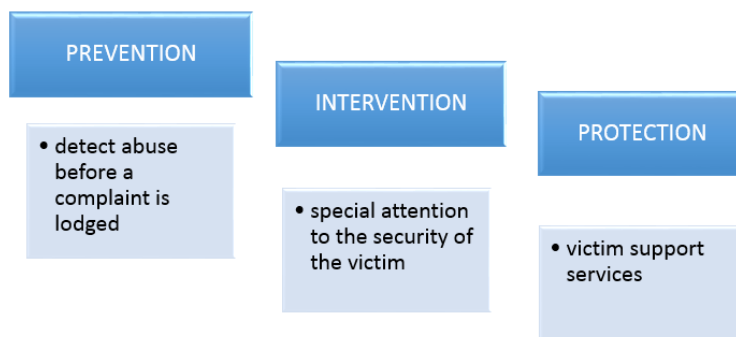 PREVENTION
• detect abuse
before a
complaint is
lodged
INTERVENTION
• special attention
to the security of
the victim
PROTECTION
• victim support
services